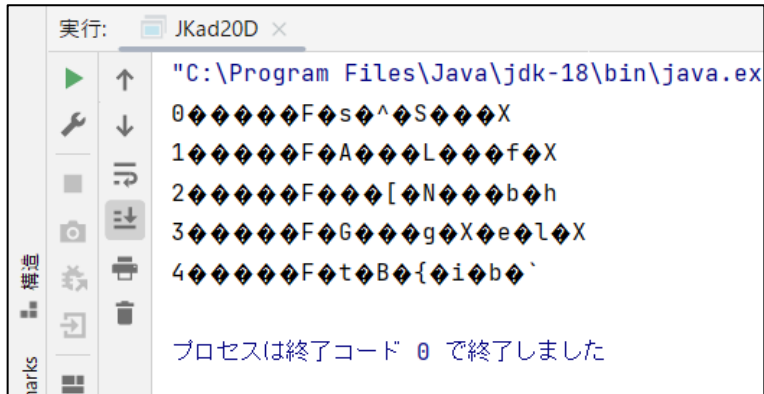 実行: JKad20D ×
"C:\Program Files\Java\jdk-18\bin\java.ex
0�����F�s�^�S���X
1�����F�A���L���f�X
2�����F���[�N���b�h
3�����F�G���g�X�e�l�X
4�����F�t�B�{�i�b�`
プロセスは終了コード 0 で終了しました
構造
marks